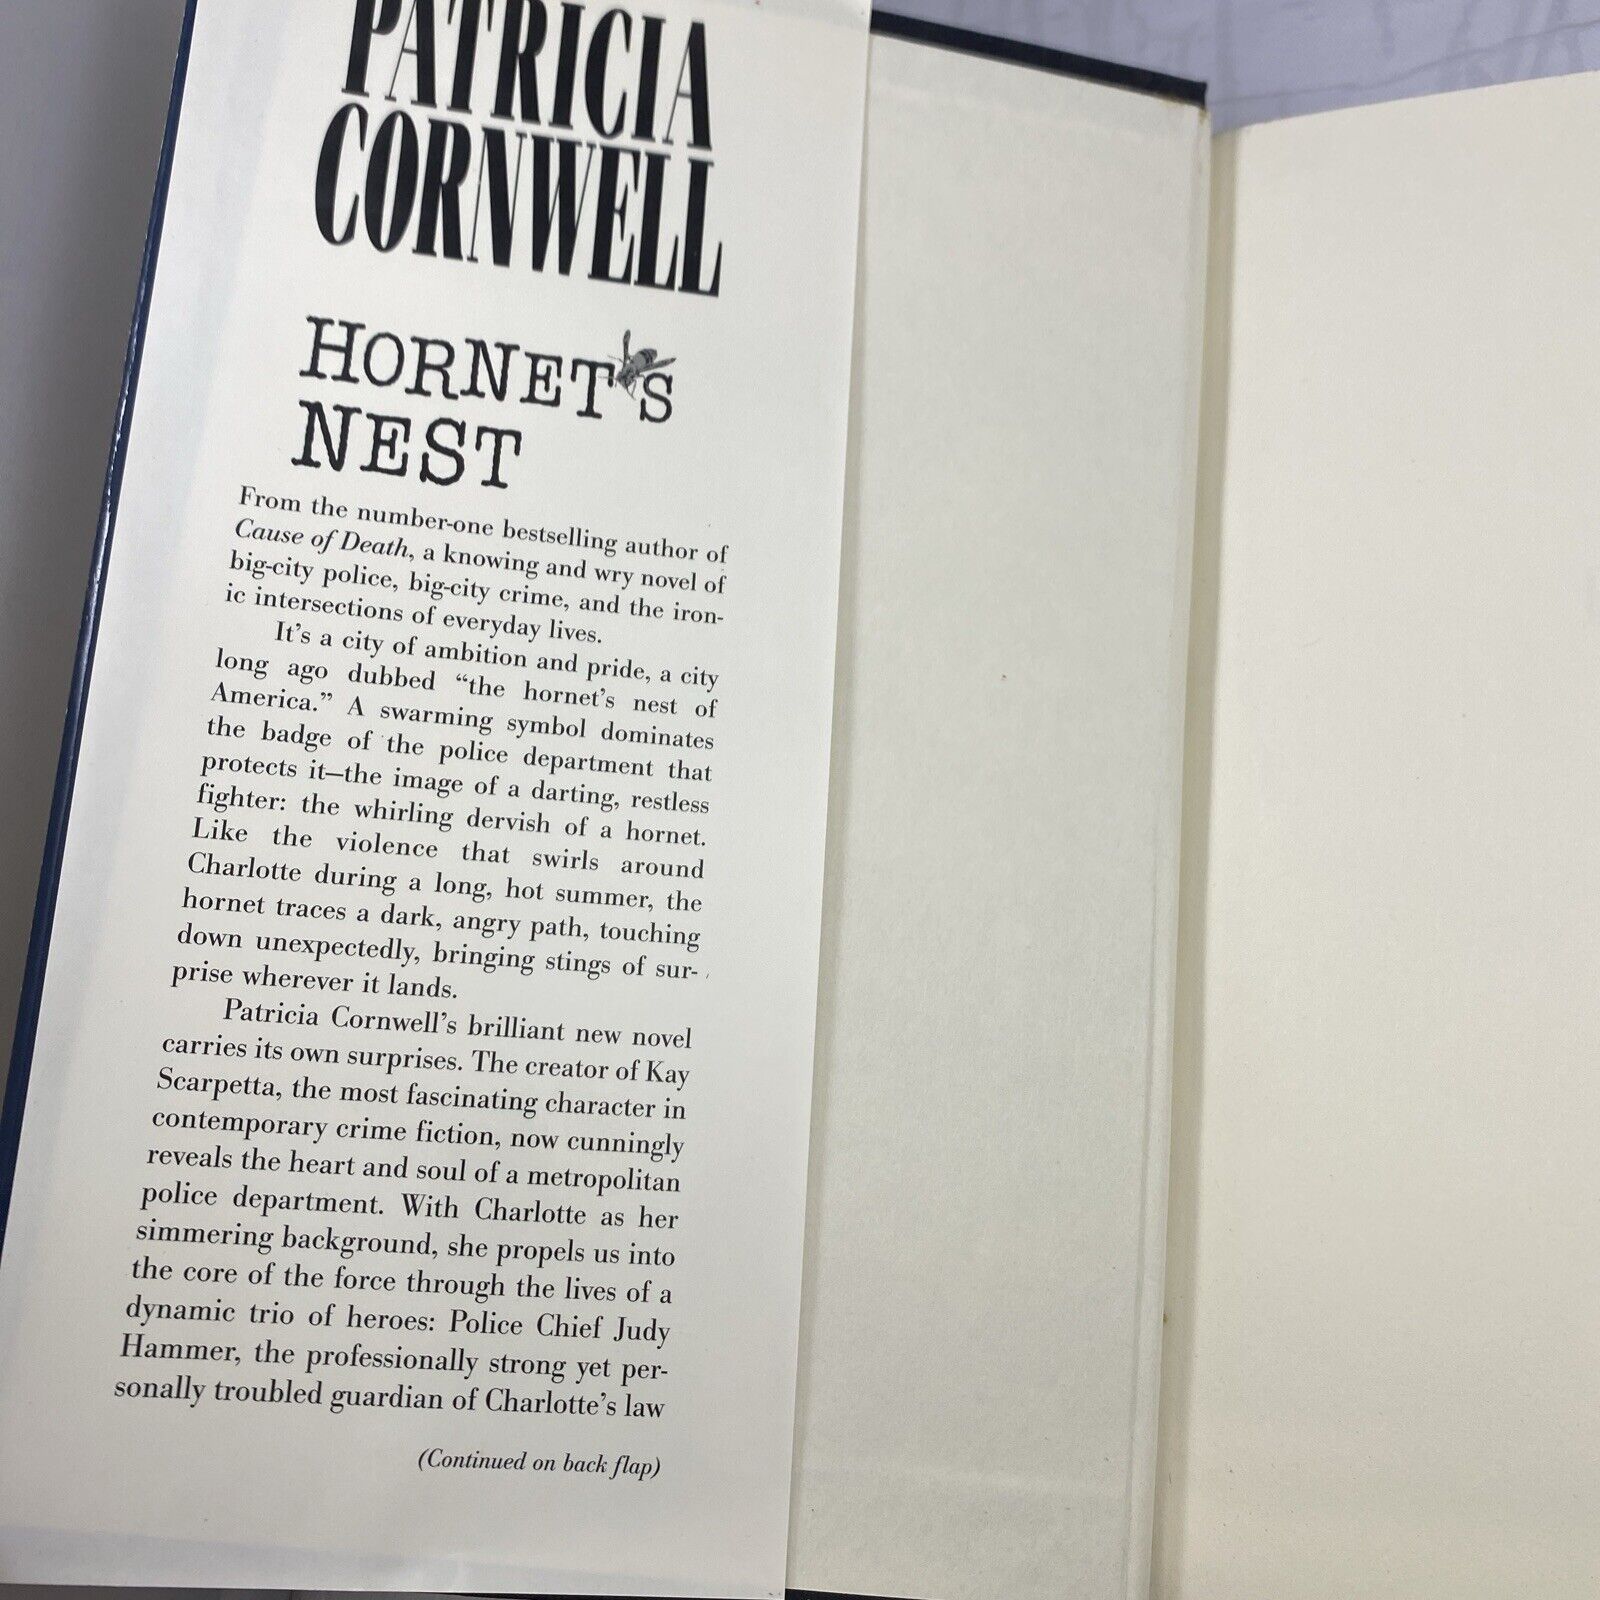 PATRICIA
CORNWELL
HORNET'S
NEST
From the number-one bestselling author of
Cause of Death, a knowing and wry novel of
big-city police, big-city crime, and the iron-
ic intersections of everyday lives.
It's a city of ambition and pride, a city
long ago dubbed “the hornet's nest of
America.” A swarming symbol dominates
the badge of the police department that
protects it—the image of a darting, restless
fighter: the whirling dervish of a hornet.
Like the violence that swirls around
Charlotte during a long, hot summer, the
hornet traces a dark, angry path, touching
down unexpectedly, bringing stings of sur-
prise wherever it lands.
Patricia Cornwell's brilliant new novel
carries its own surprises. The creator of Kay
Scarpetta, the most fascinating character in
contemporary crime fiction, now cunningly
reveals the heart and soul of a metropolitan
police department. With Charlotte as her
simmering background, she propels us into
the core of the force through the lives of a
dynamic trio of heroes: Police Chief Judy
Hammer, the professionally strong yet per-
sonally troubled guardian of Charlotte's law
(Continued on back flap)